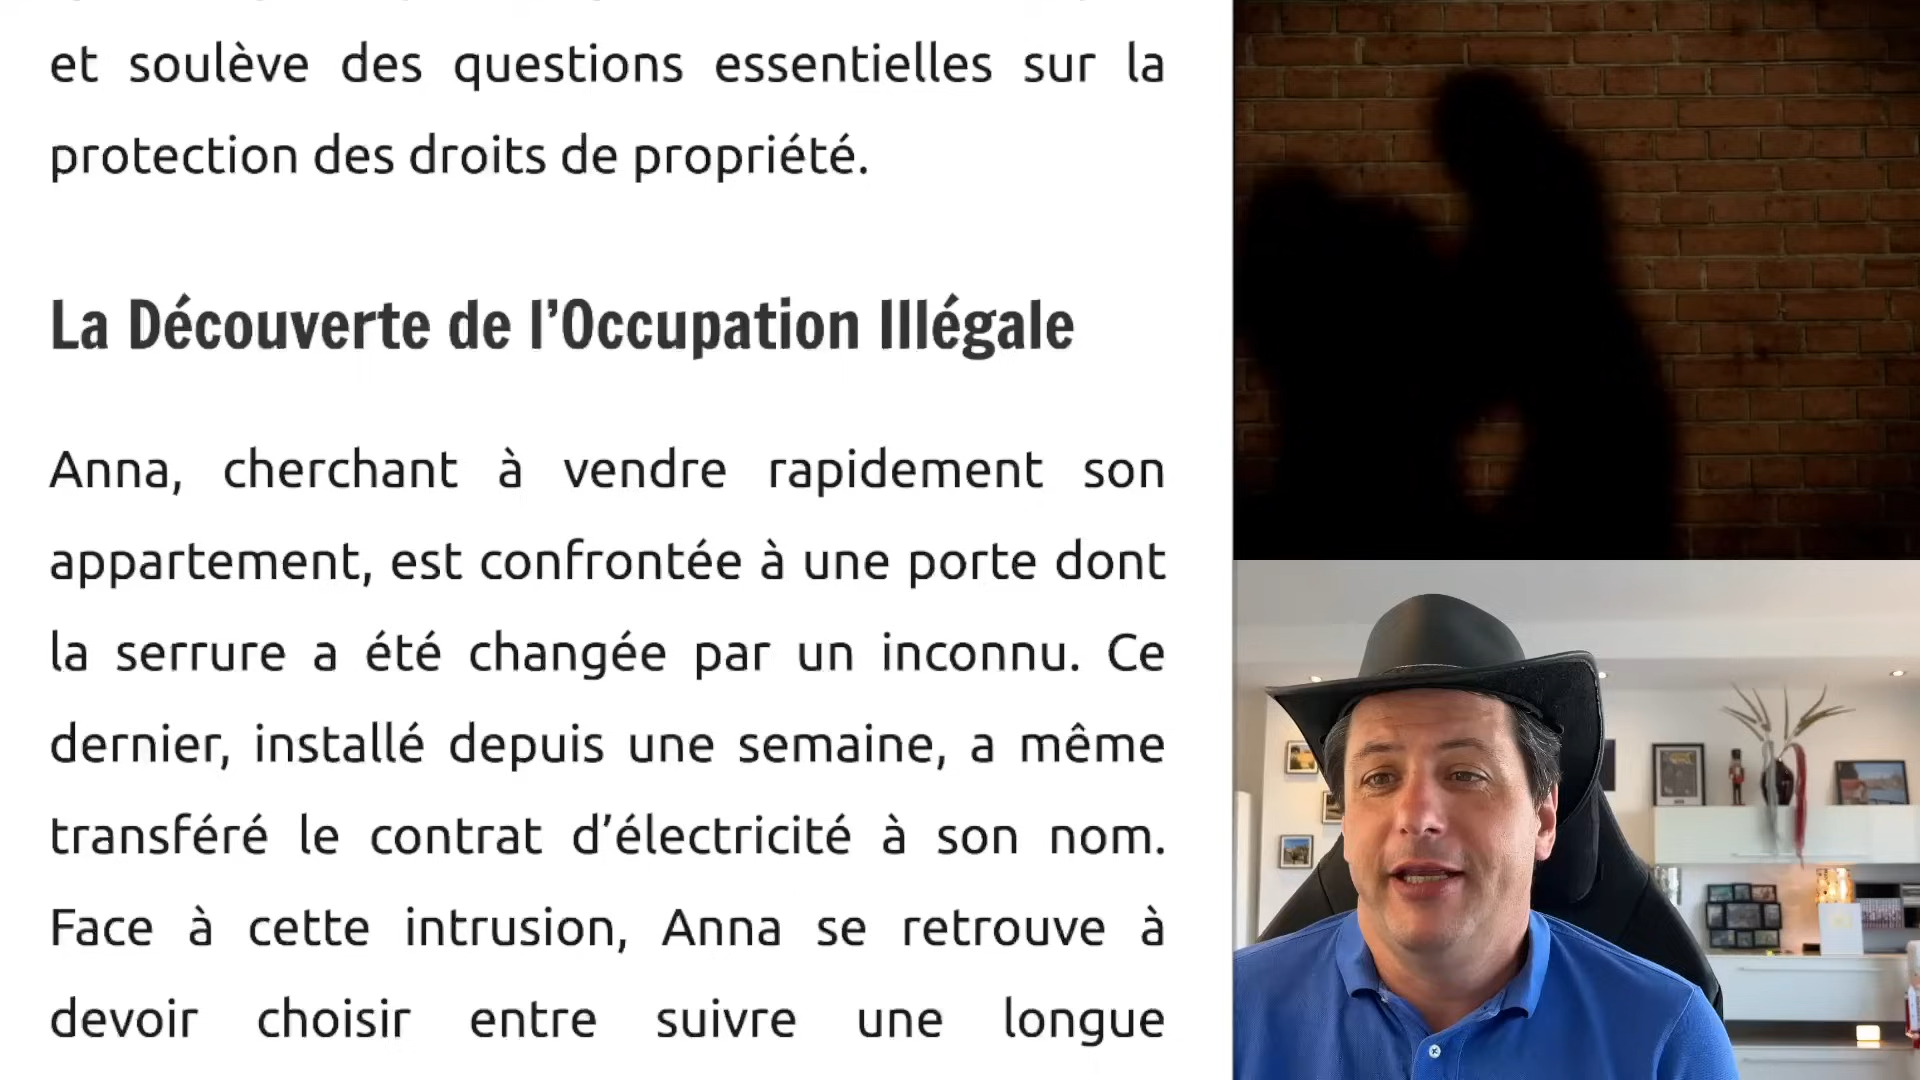 et soulève des questions essentielles sur la
protection des droits de propriété.
La Découverte de l’Occupation Illégale
Anna, cherchant à vendre rapidement son
appartement, est confrontée à une porte dont
la serrure a été changée par un inconnu. Ce
dernier, installé depuis une semaine, a même
transféré le contrat d’électricité à son nom.
Face à cette intrusion, Anna se retrouve à
devoir choisir entre suivre une longue